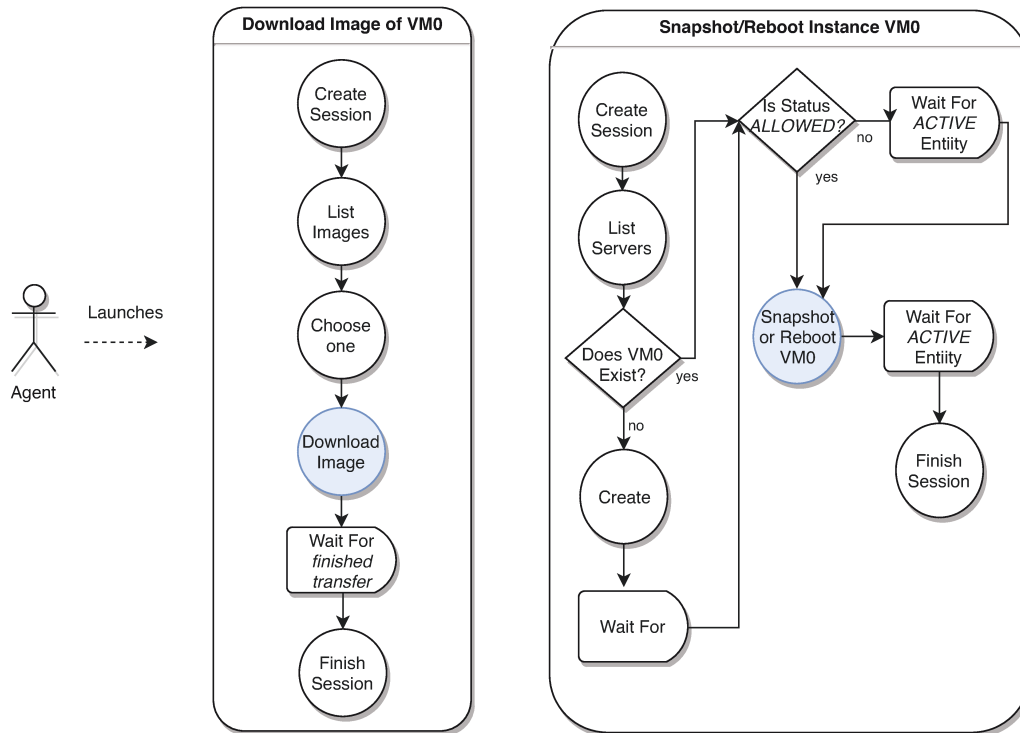 Download Image of VM0
Create
Session
List
Images
Choose
one
Download
Image
Wait For
finished
transfer
Finish
Session
Launches
Agent
Snapshot/Reboot Instance VM0
Create
Session
List
Servers
Does VM0
Exist?
yes
no
Create
Wait For
Is Status
ALLOWED?
no
yes
Wait For
ACTIVE
Entiity
Snapshot
or Reboot
VM0
Wait For
ACTIVE
Entiity
Finish
Session